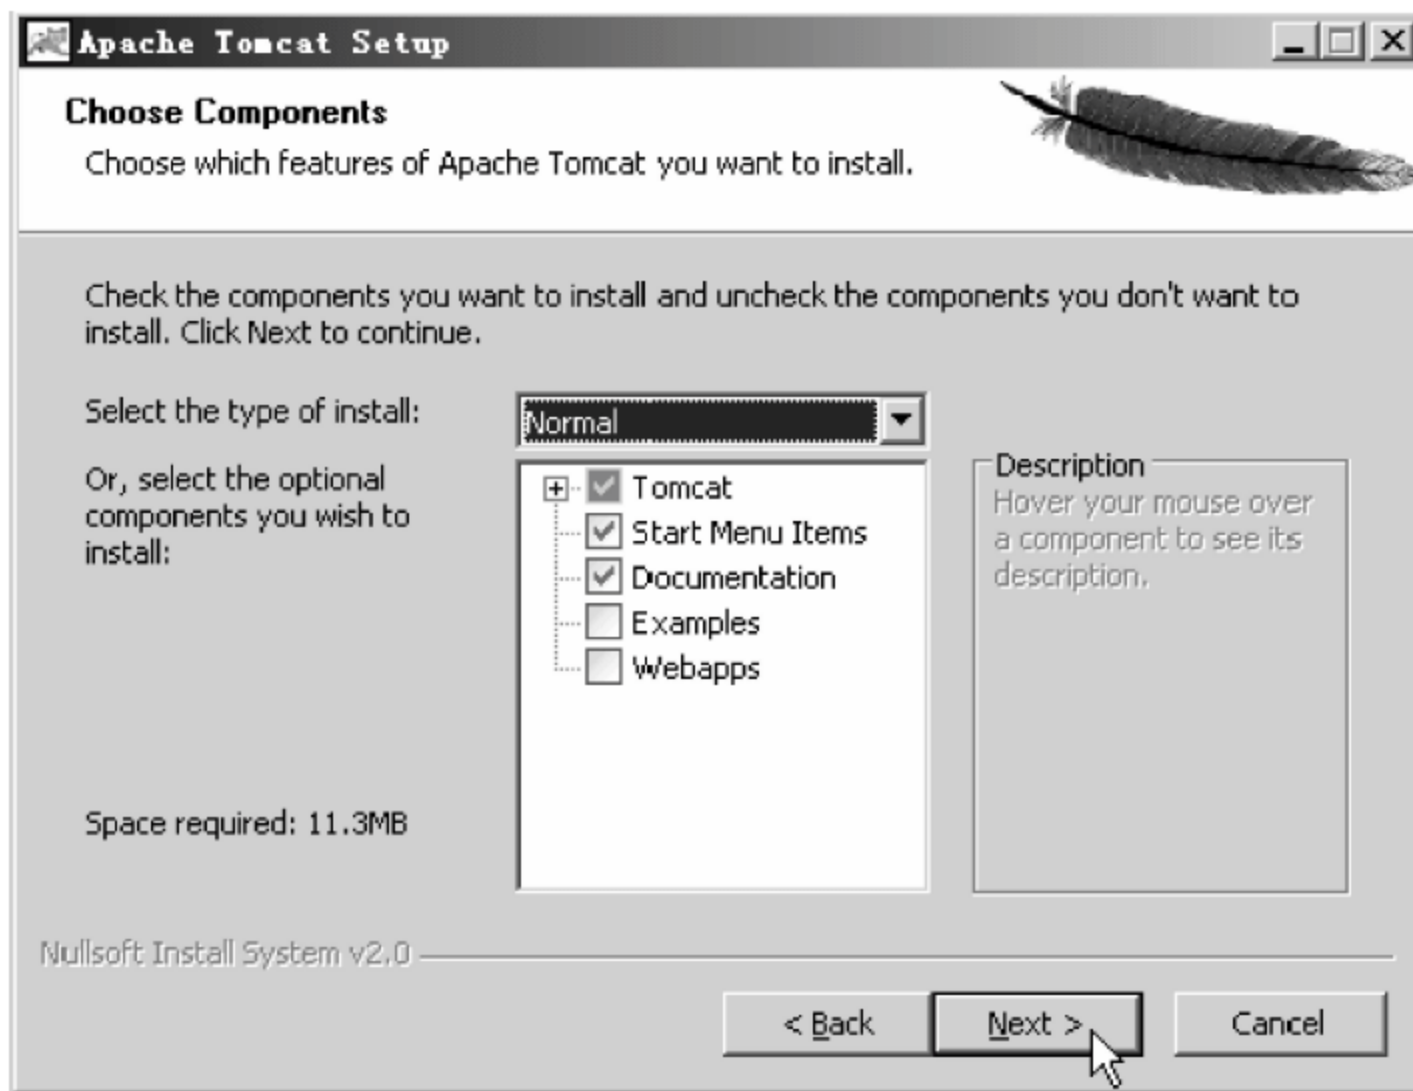 Apache Tomcat Setup
Choose Components
Choose which features of Apache Tomcat you want to install.
Check the components you want to install and uncheck the components you don't want to
install. Click Next to continue.
Select the type of install:
Normal
Or, select the optional
components you wish to
install:
Tomcat
Start Menu Items
Documentation
Examples
Webapps
Description
Hover your mouse over
a component to see its
description.
Space required: 11.3MB
Nullsoft Install System v2.0
< Back
Next >
Cancel